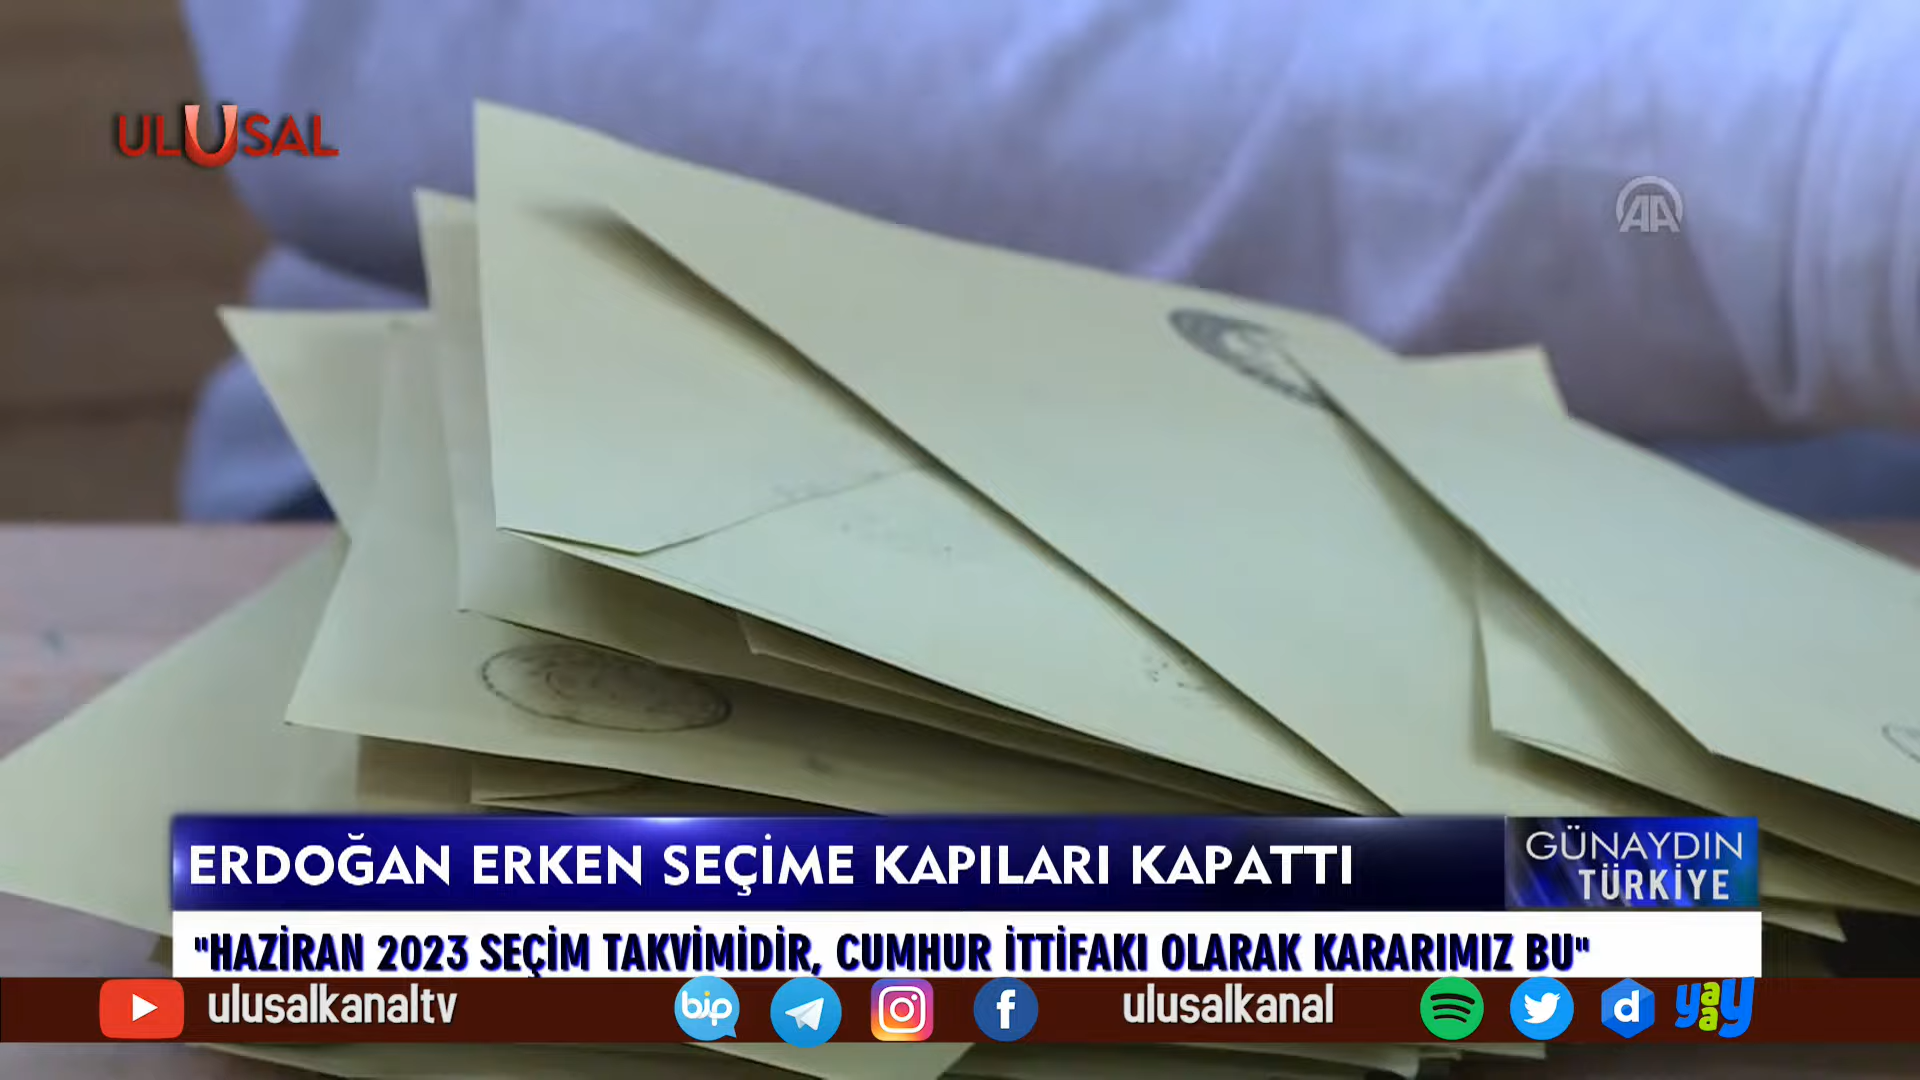 ULUSAL
AA
ERDOĞAN ERKEN SEÇİME KAPILARI KAPATTI
GÜNAYDIN
TÜRKİYE
"HAZİRAN 2023 SEÇİM TAKVİMİDİR, CUMHUR İTTİFAKI OLARAK KARARIMIZ BU"
ulusalkanaltv
bip
ulusalkanal
d
yaay